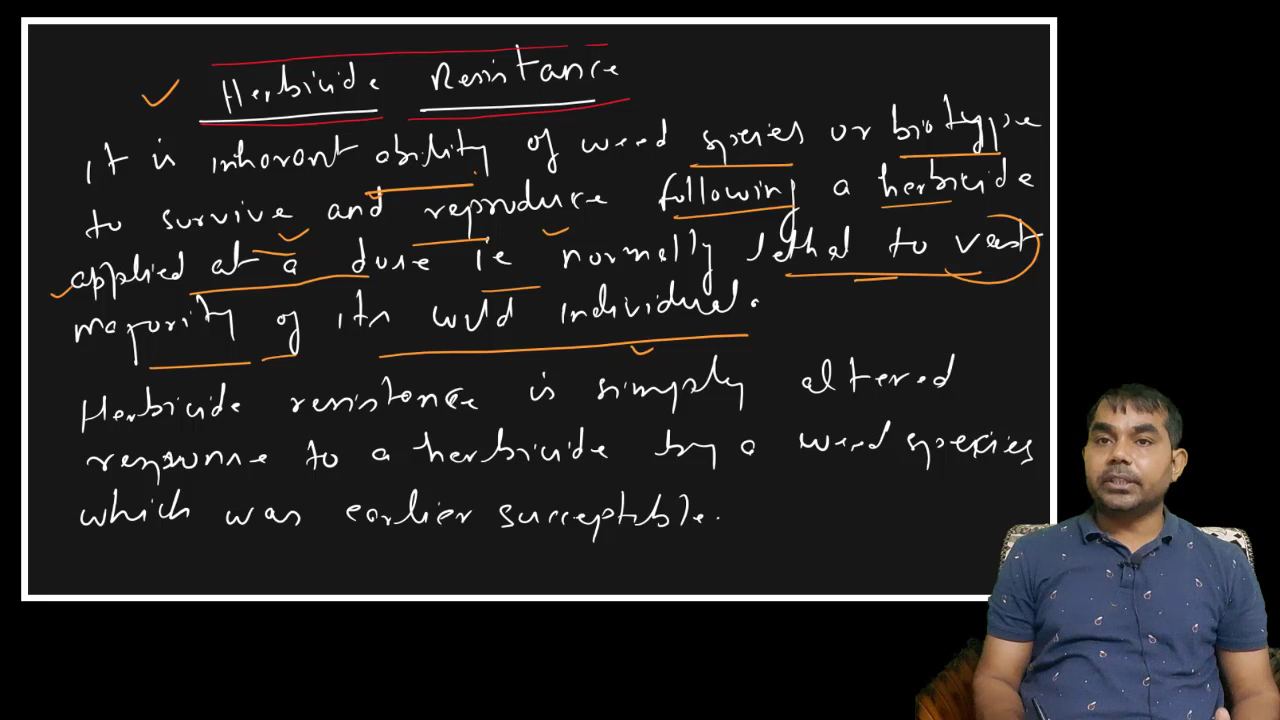 Herbicide Resistance
It is inherent ability of weed species or biotype
to survive and reproduce following a herbicide
applied at a dose ie normally lethal to vast
majority of its wild individual.
Herbicide resistance is simply altered
response to a herbicide by a weed species
which was earlier susceptible.